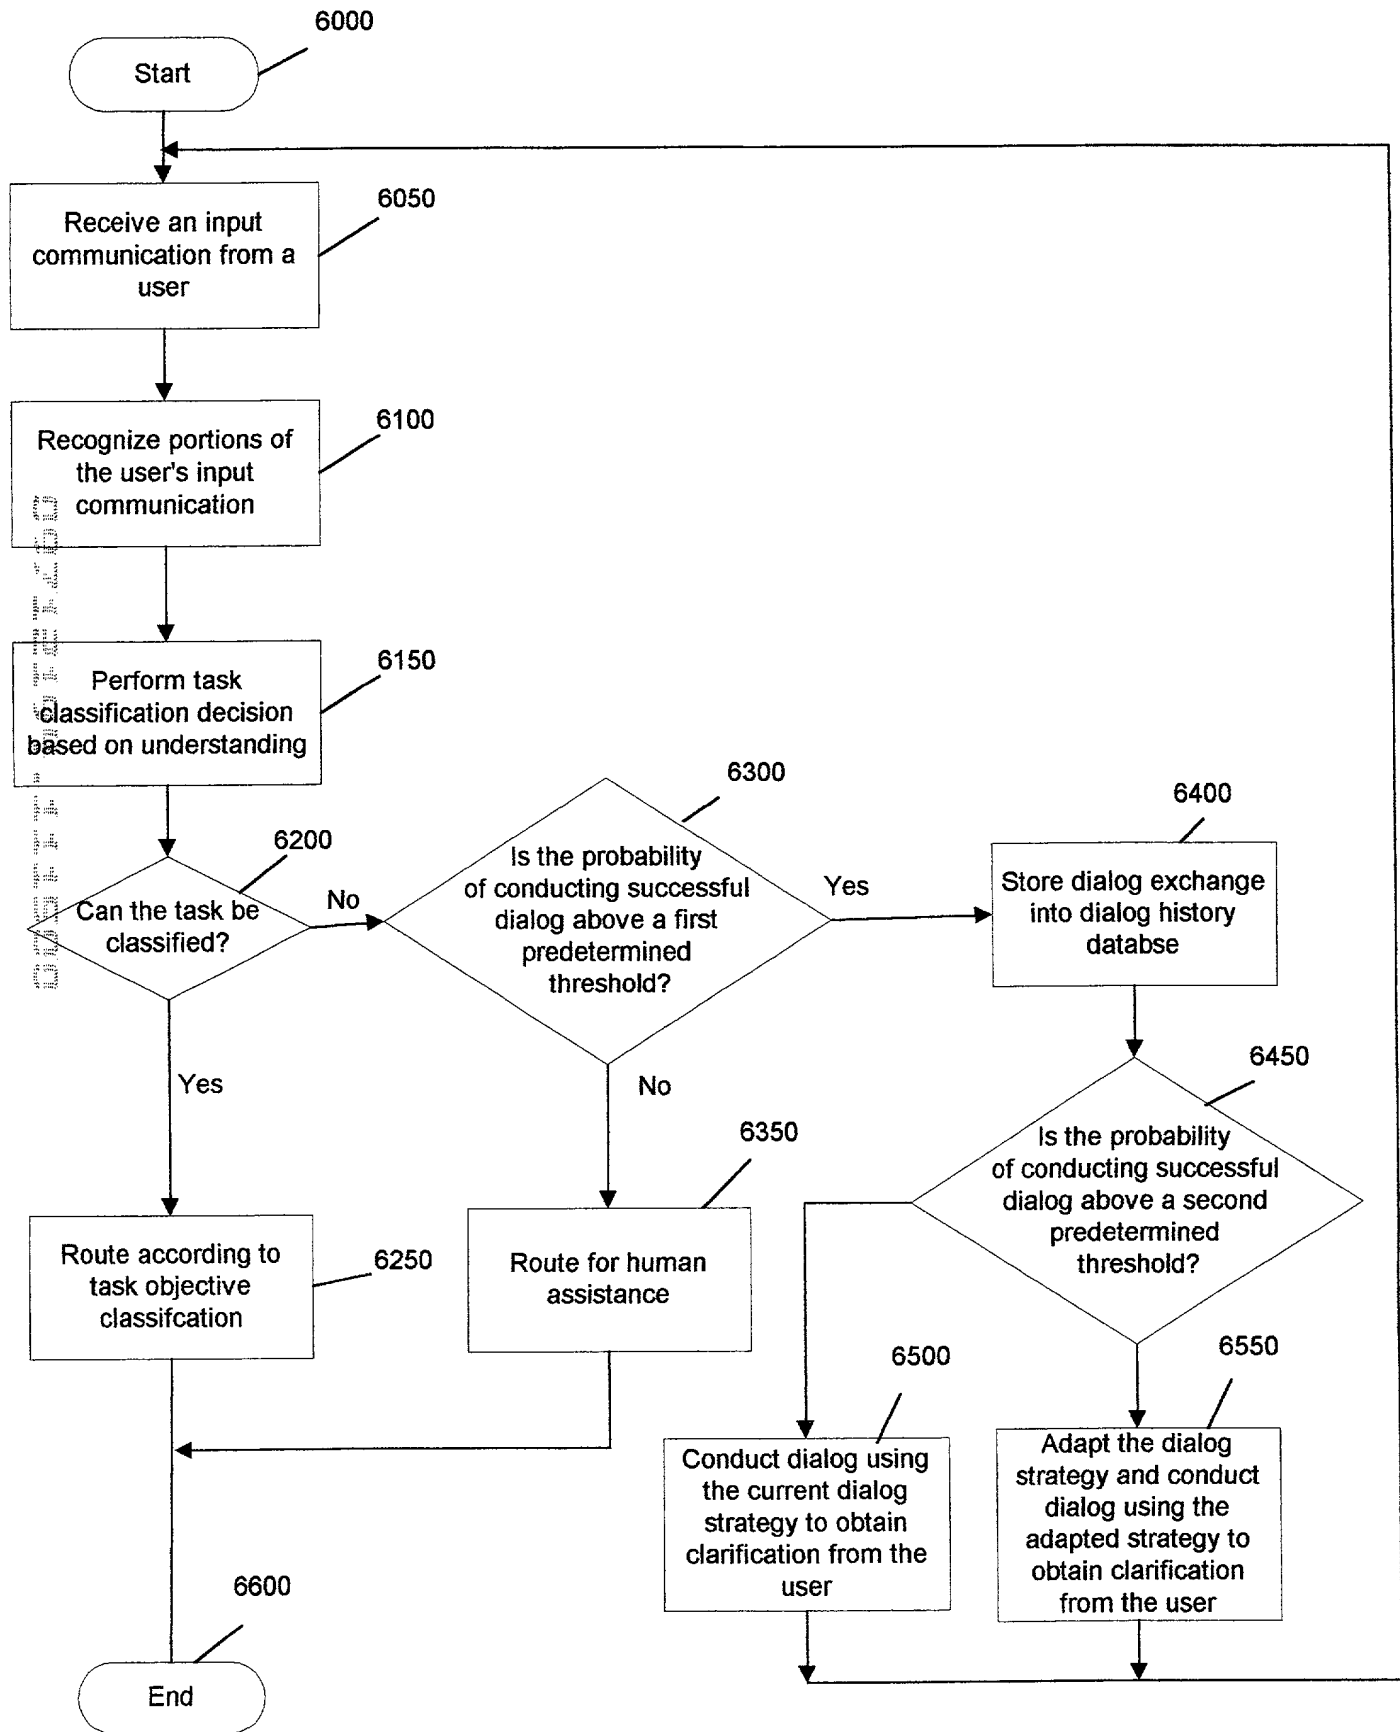 6000
Start
6050
Receive an input
communication from a
user
6100
Recognize portions of
the user's input
communication
6150
Perform task
classification decision
based on understanding
6200
Can the task be
classified?
No
Yes
6300
Is the probability
of conducting successful
dialog above a first
predetermined
threshold?
Yes
No
6400
Store dialog exchange
into dialog history
databse
6450
Is the probability
of conducting successful
dialog above a second
predetermined
threshold?
6250
Route according to
task objective
classifcation
6350
Route for human
assistance
6500
Conduct dialog using
the current dialog
strategy to obtain
clarification from the
user
6550
Adapt the dialog
strategy and conduct
dialog using the
adapted strategy to
obtain clarification
from the user
6600
End